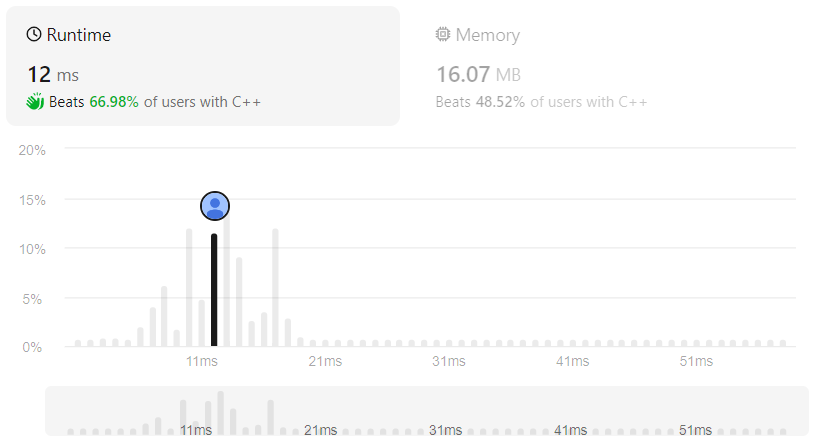 Runtime
12 ms
Beats 66.98% of users with C++
Memory
16.07 MB
Beats 48.52% of users with C++
20%
15%
10%
5%
0%
11ms 21ms 31ms 41ms 51ms
11ms 21ms 31ms 41ms 51ms